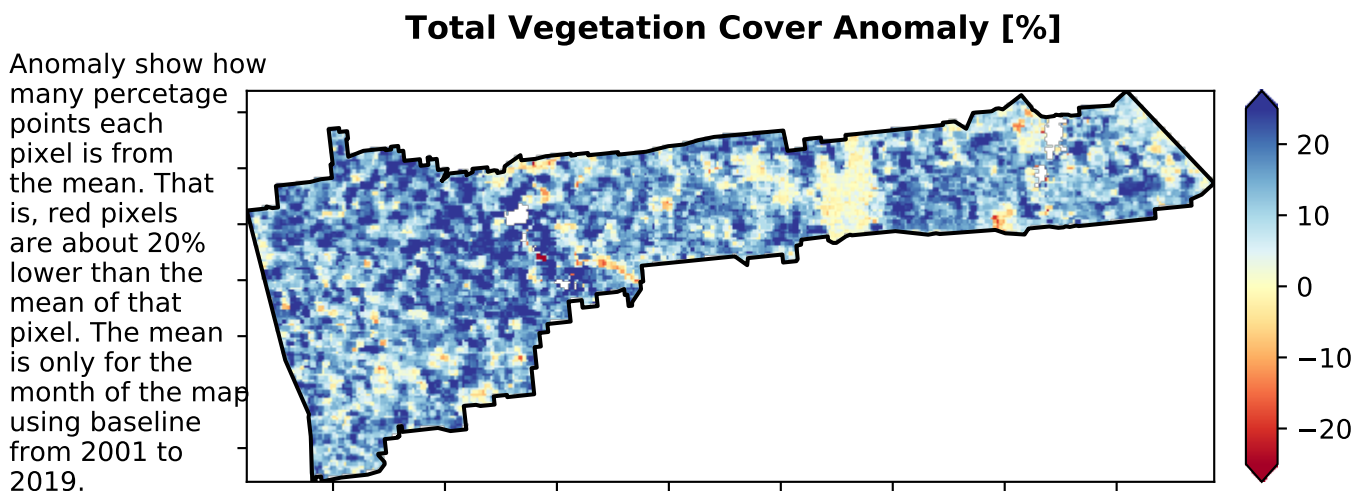 Total Vegetation Cover Anomaly [%]
Anomaly show how
many percetage
points each
pixel is from
the mean. That
is, red pixels
are about 20%
lower than the
mean of that
pixel. The mean
is only for the
month of the map
using baseline
from 2001 to
2019.
20
10
0
−10
−20